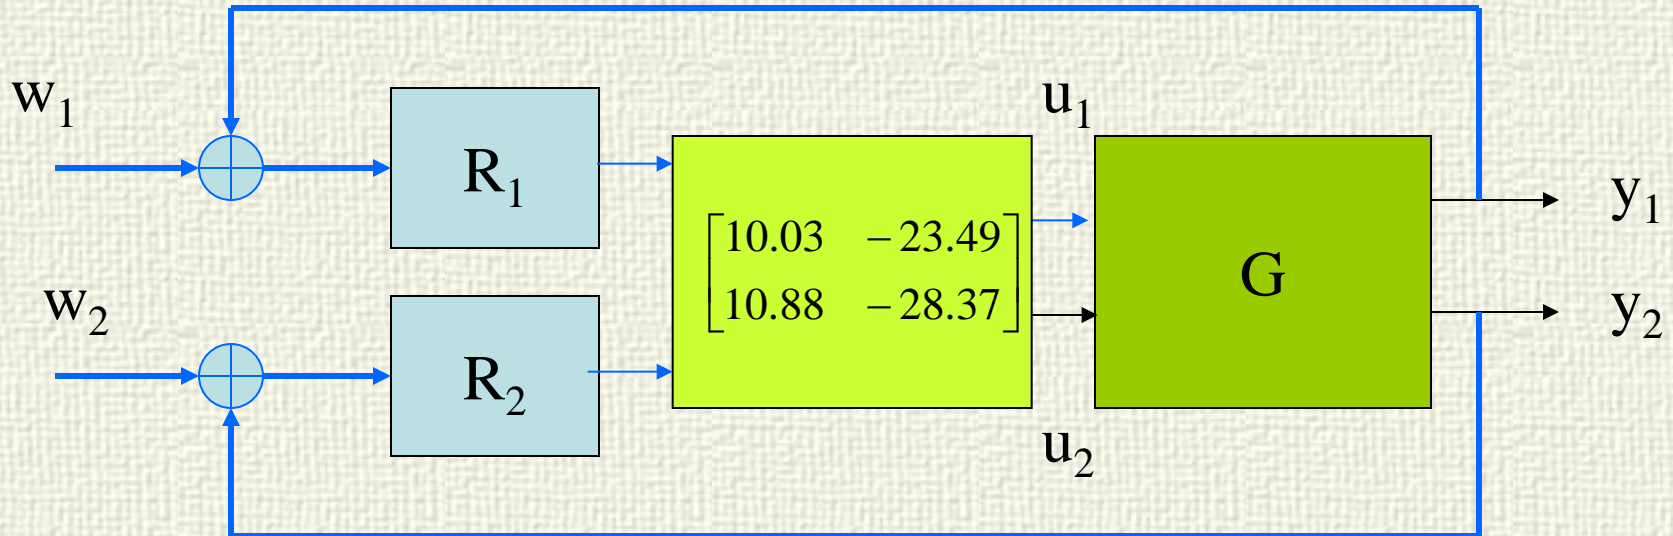 w₁
u₁
R₁
y₁
[10.03 −23.49
10.88 −28.37]
G
w₂
y₂
R₂
u₂